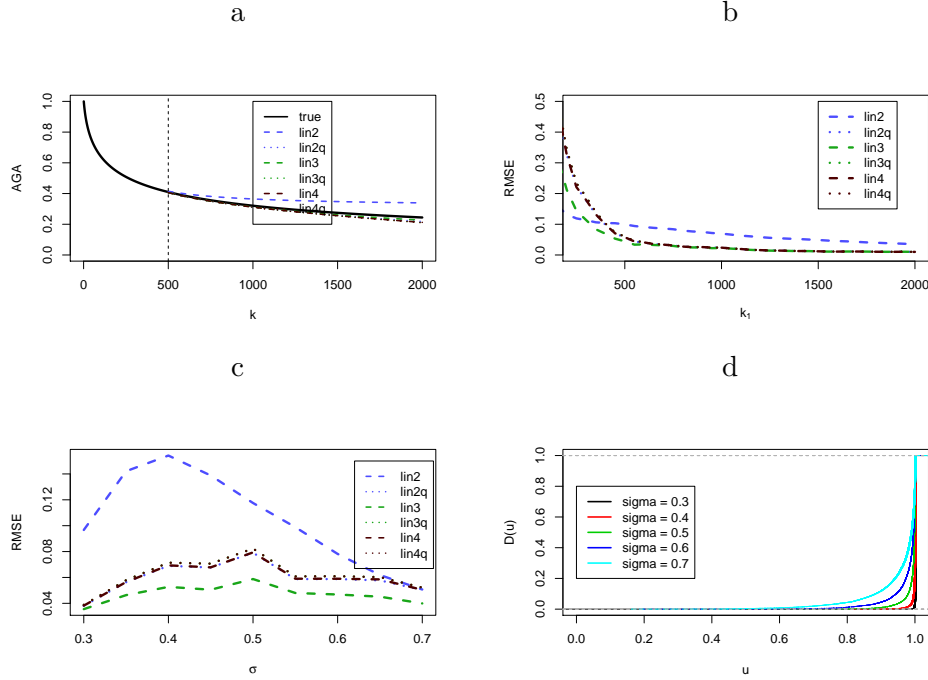 a
AGA
0.0 0.2 0.4 0.6 0.8 1.0
true
lin2
lin2q
lin3
lin3q
lin4
lin4q
0 500 1000 1500 2000
k
b
RMSE
0.0 0.1 0.2 0.3 0.4 0.5
lin2
lin2q
lin3
lin3q
lin4
lin4q
500 1000 1500 2000
k₁
c
RMSE
0.04 0.08 0.12
lin2
lin2q
lin3
lin3q
lin4
lin4q
0.3 0.4 0.5 0.6 0.7
σ
d
D(u)
0.0 0.2 0.4 0.6 0.8 1.0
sigma = 0.3
sigma = 0.4
sigma = 0.5
sigma = 0.6
sigma = 0.7
0.0 0.2 0.4 0.6 0.8 1.0
u